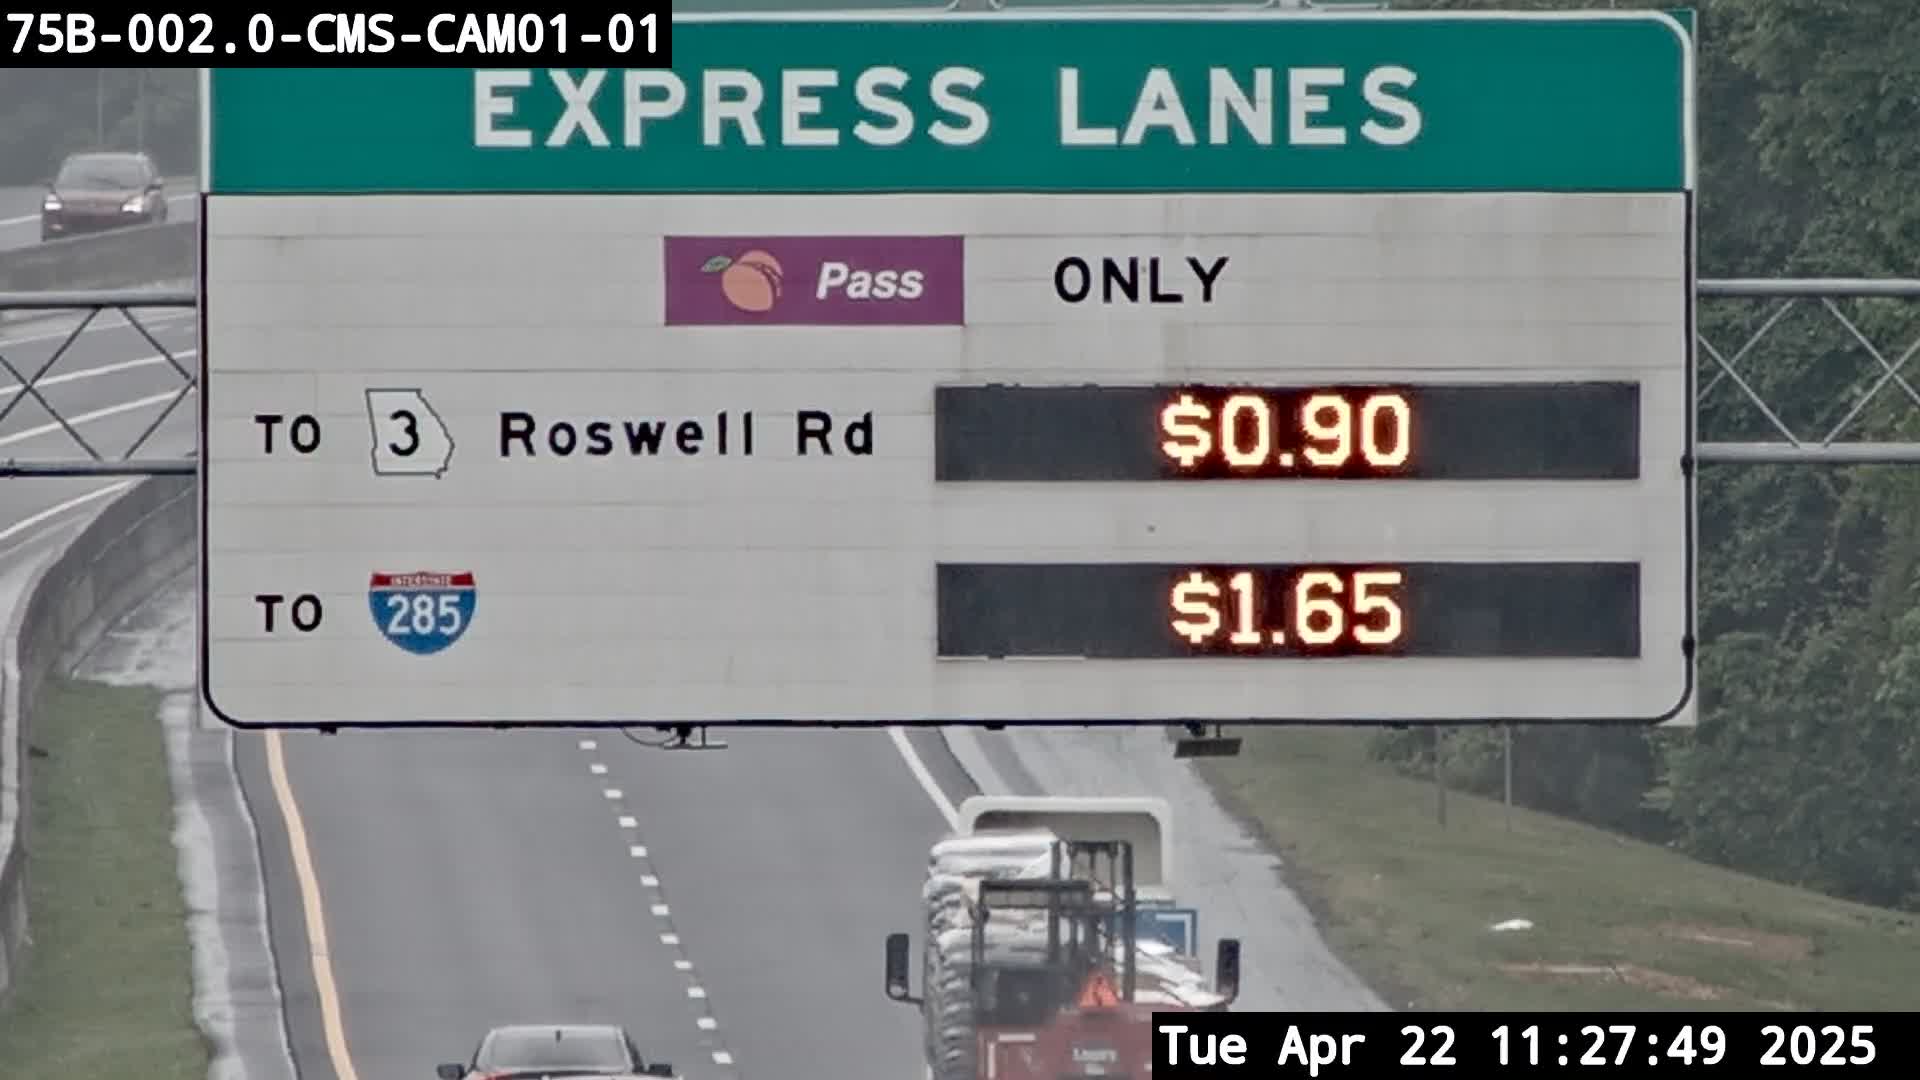 75B-002.0-CMS-CAM01-01
EXPRESS LANES
Pass ONLY
TO 3 Roswell Rd $0.90
TO INTERSTATE 285 $1.65
Tue Apr 22 11:27:49 2025